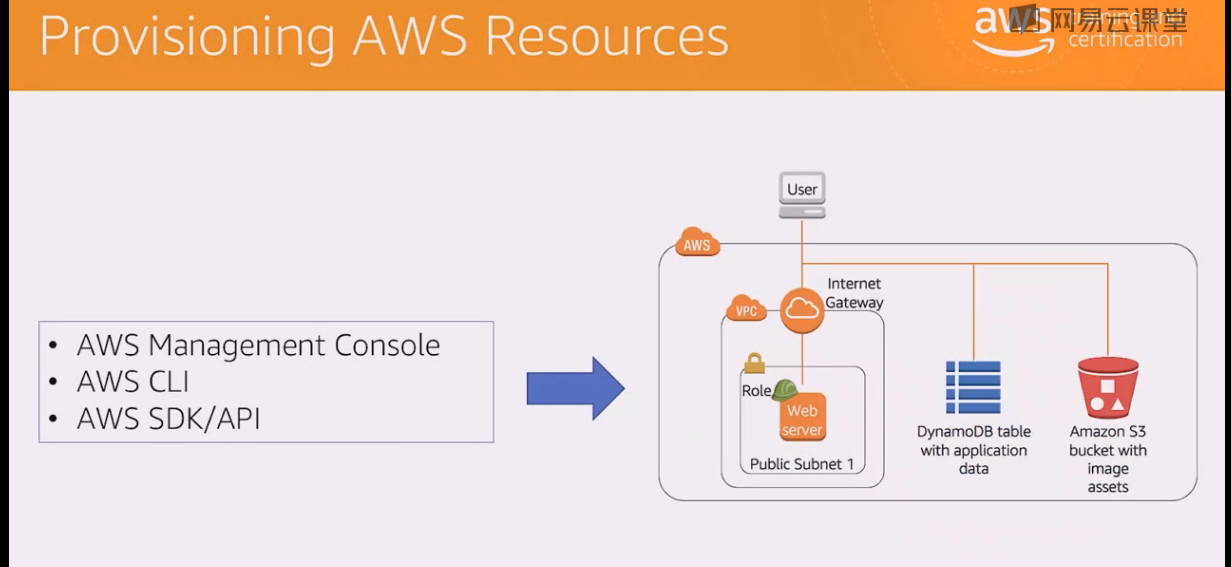 Provisioning AWS Resources
aws
网易云课堂
training and
certification
• AWS Management Console
• AWS CLI
• AWS SDK/API
User
AWS
Internet
Gateway
VPC
Role
Web
server
Public Subnet 1
DynamoDB table
with application
data
Amazon S3
bucket with
image
assets